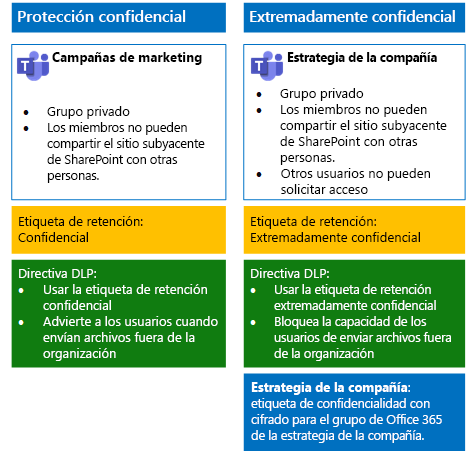 Protección confidencial
Campañas de marketing
• Grupo privado
• Los miembros no pueden
compartir el sitio subyacente
de SharePoint con otras
personas.
Etiqueta de retención:
Confidencial
Directiva DLP:
• Usar la etiqueta de retención
confidencial
• Advierte a los usuarios cuando
envían archivos fuera de la
organización
Extremadamente confidencial
Estrategia de la compañía
• Grupo privado
• Los miembros no pueden
compartir el sitio subyacente
de SharePoint con otras
personas.
• Otros usuarios no pueden
solicitar acceso
Etiqueta de retención:
Extremadamente confidencial
Directiva DLP:
• Usar la etiqueta de retención
extremadamente confidencial
• Bloquea la capacidad de los
usuarios de enviar archivos fuera
de la organización
Estrategia de la compañía:
etiqueta de confidencialidad con
cifrado para el grupo de Office 365
de la estrategia de la compañía.